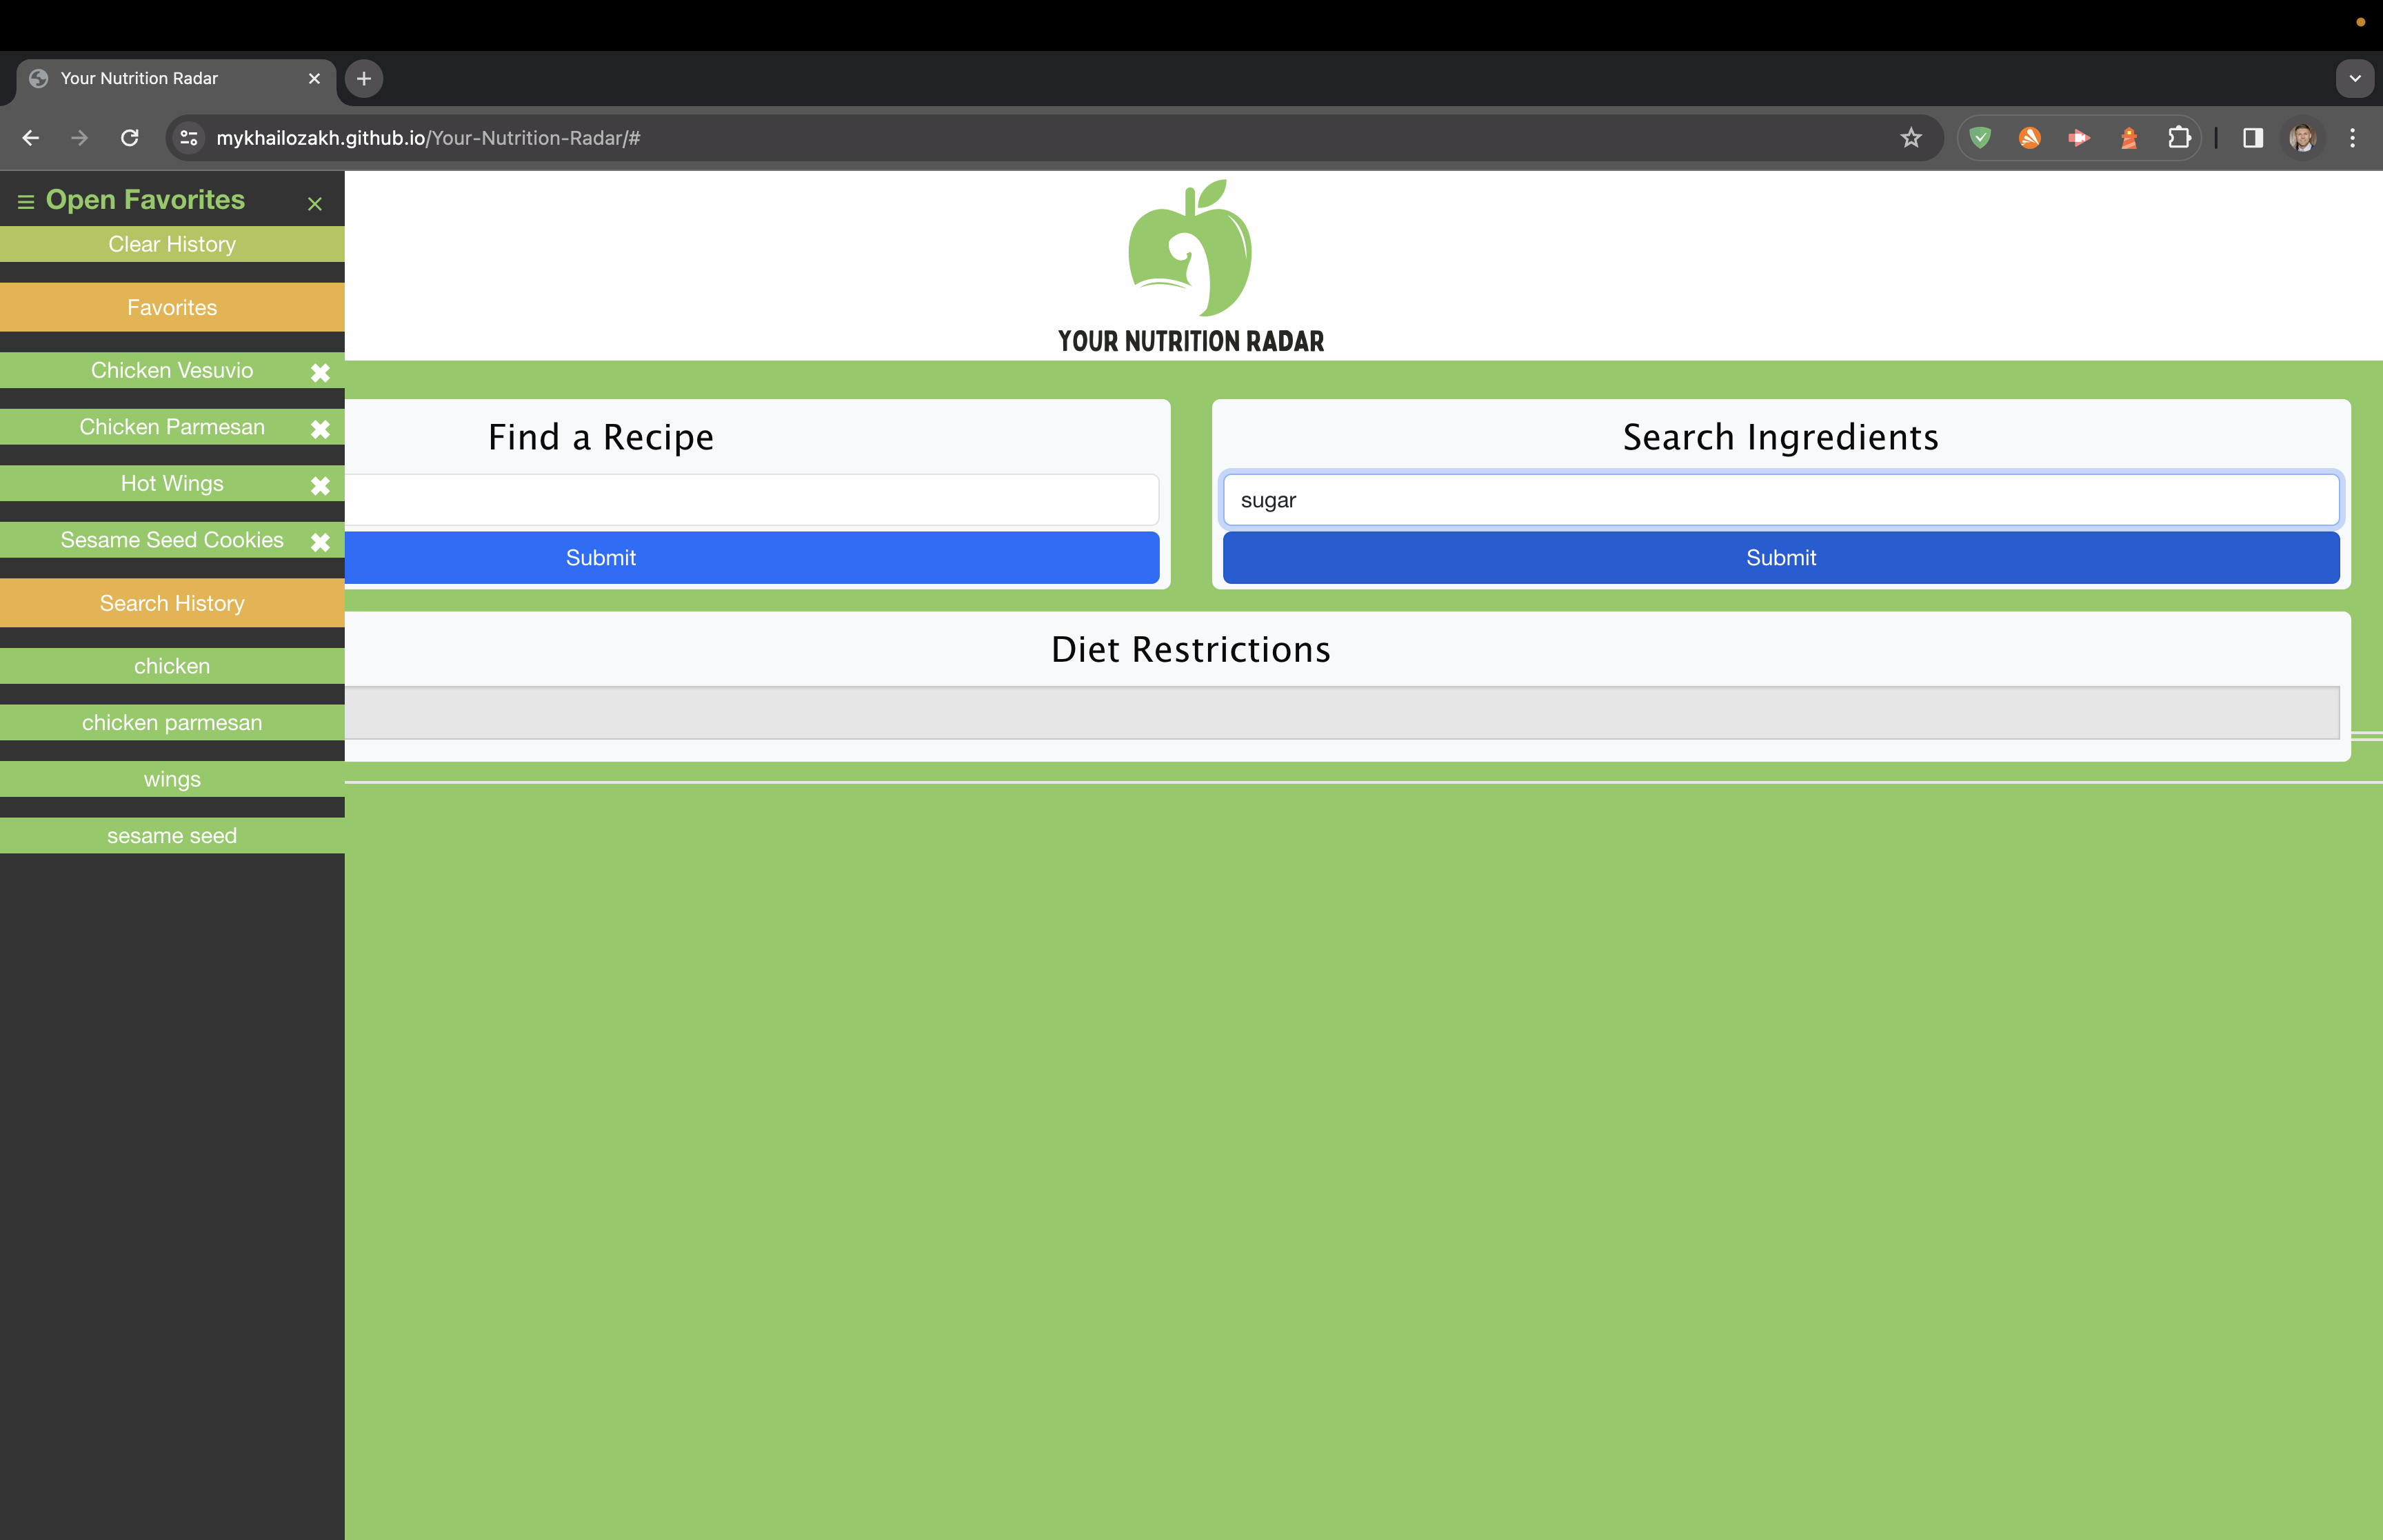 Your Nutrition Radar
mykhailozakh.github.io/Your-Nutrition-Radar/#
Open Favorites
Clear History
Favorites
Chicken Vesuvio
Chicken Parmesan
Hot Wings
Sesame Seed Cookies
Search History
chicken
chicken parmesan
wings
sesame seed
YOUR NUTRITION RADAR
Find a Recipe
Submit
Search Ingredients
sugar
Submit
Diet Restrictions